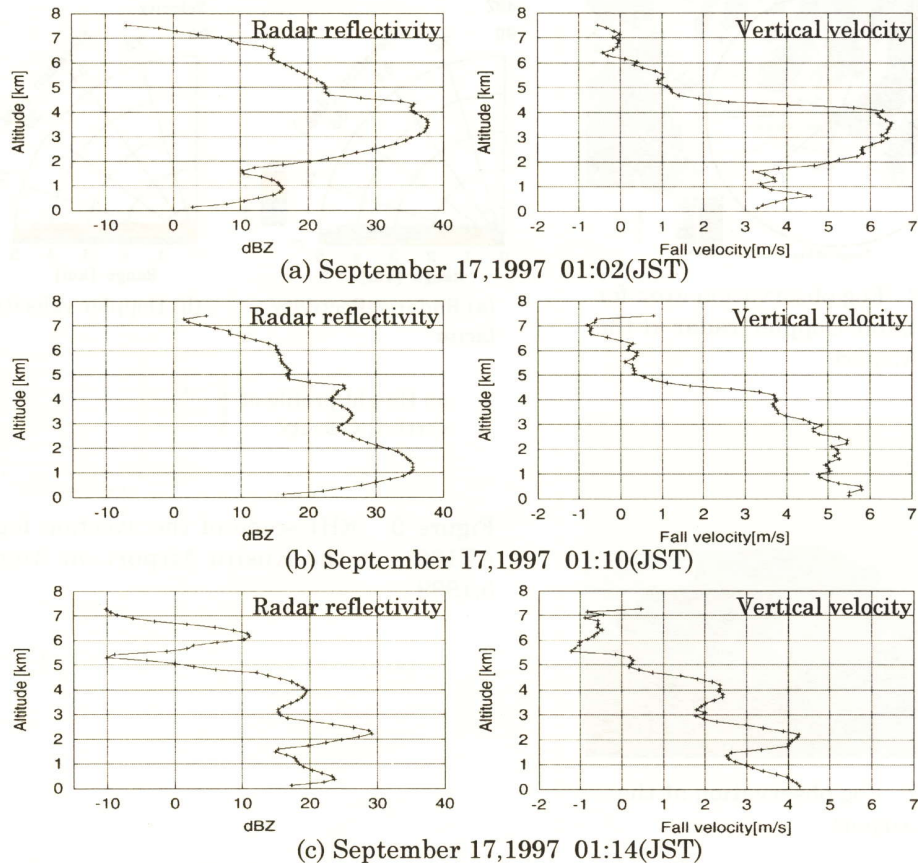 Radar reflectivity
Altitude [km]
8
7
6
5
4
3
2
1
0
-10 0 10 20 30 40
dBZ
Vertical velocity
Altitude [km]
8
7
6
5
4
3
2
1
0
-2 -1 0 1 2 3 4 5 6 7
Fall velocity[m/s]
(a) September 17,1997 01:02(JST)
Radar reflectivity
Altitude [km]
8
7
6
5
4
3
2
1
0
-10 0 10 20 30 40
dBZ
Vertical velocity
Altitude [km]
8
7
6
5
4
3
2
1
0
-2 -1 0 1 2 3 4 5 6 7
Fall velocity[m/s]
(b) September 17,1997 01:10(JST)
Radar reflectivity
Altitude [km]
8
7
6
5
4
3
2
1
0
-10 0 10 20 30 40
dBZ
Vertical velocity
Altitude [km]
8
7
6
5
4
3
2
1
0
-2 -1 0 1 2 3 4 5 6 7
Fall velocity[m/s]
(c) September 17,1997 01:14(JST)